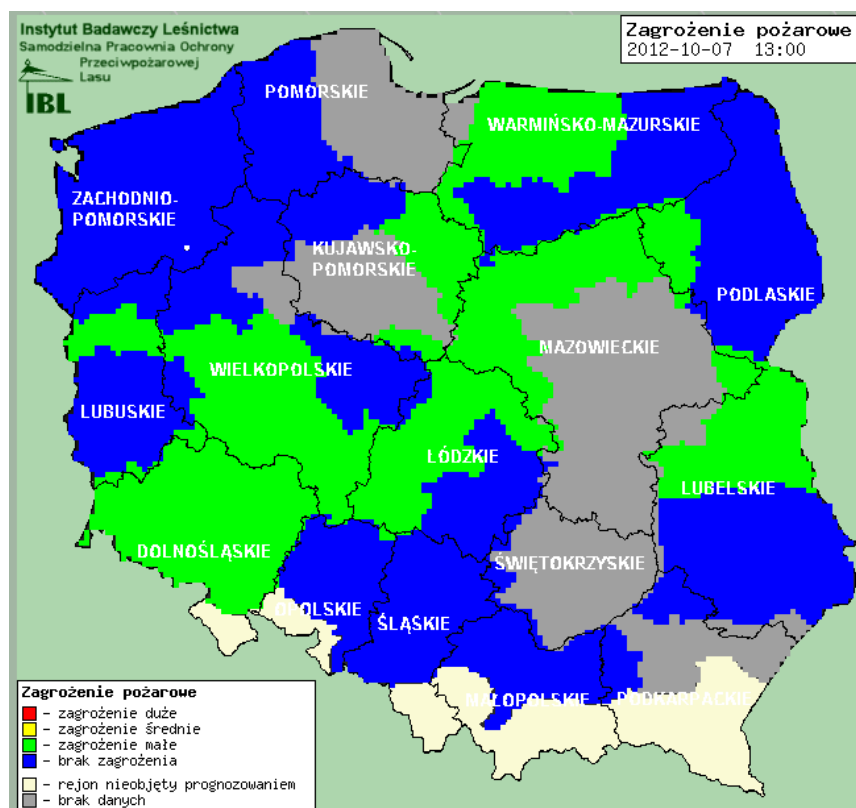 Instytut Badawczy Leśnictwa
Samodzielna Pracownia Ochrony
Przeciwpożarowej
Lasu
IBL
Zagrożenie pożarowe
2012-10-07 13:00
POMORSKIE
WARMIŃSKO-MAZURSKIE
ZACHODNIO-
POMORSKIE
KUJAWSKO-
POMORSKIE
PODLASKIE
MAZOWIECKIE
WIELKOPOLSKIE
LUBUSKIE
ŁÓDZKIE
LUBELSKIE
DOLNOŚLĄSKIE
ŚWIĘTOKRZYSKIE
OPOLSKIE
ŚLĄSKIE
MAŁOPOLSKIE
PODKARPACKIE
Zagrożenie pożarowe
- zagrożenie duże
- zagrożenie średnie
- zagrożenie małe
- brak zagrożenia
- rejon nieobjęty prognozowaniem
- brak danych